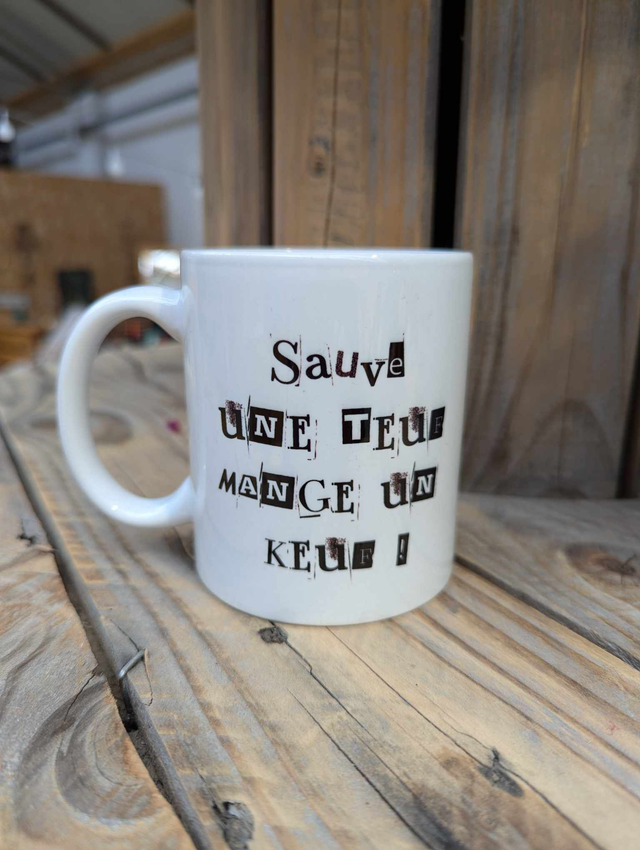 Sauve
UNE TEUF
MANGE UN
KEUF !